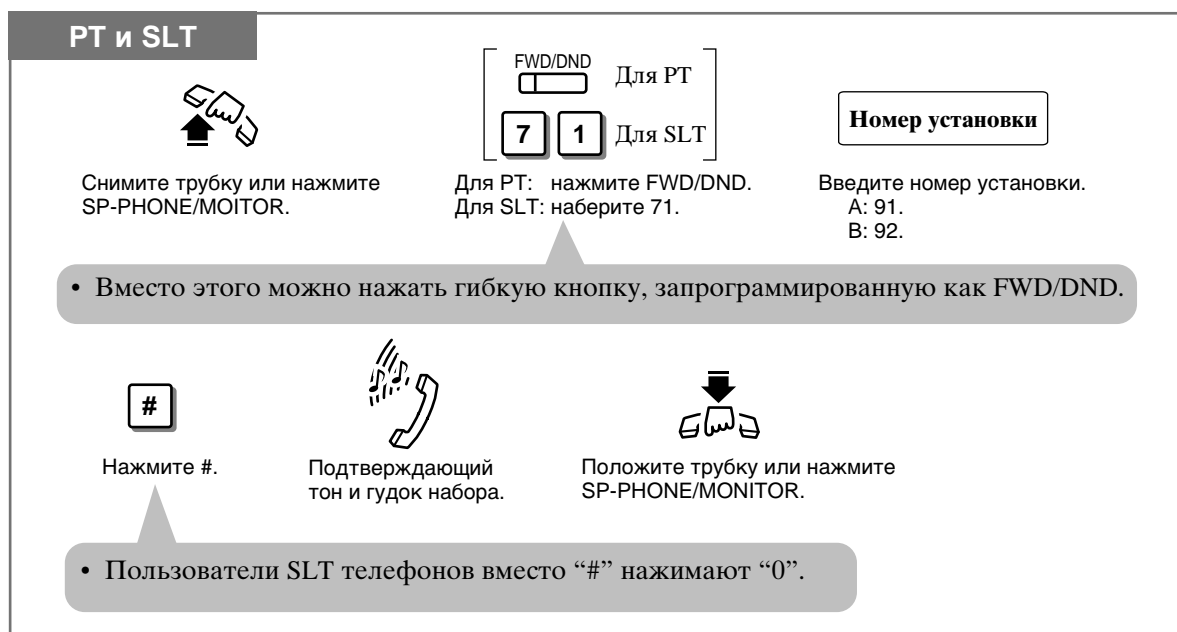 PT и SLT
FWD/DND
Для PT
7 1 Для SLT
Номер установки
Снимите трубку или нажмите
SP-PHONE/MOITOR.
Для PT: нажмите FWD/DND.
Для SLT: наберите 71.
Введите номер установки.
A: 91.
B: 92.
• Вместо этого можно нажать гибкую кнопку, запрограммированную как FWD/DND.
#
Нажмите #.
Подтверждающий
тон и гудок набора.
Положите трубку или нажмите
SP-PHONE/MONITOR.
• Пользователи SLT телефонов вместо “#” нажимают “0”.